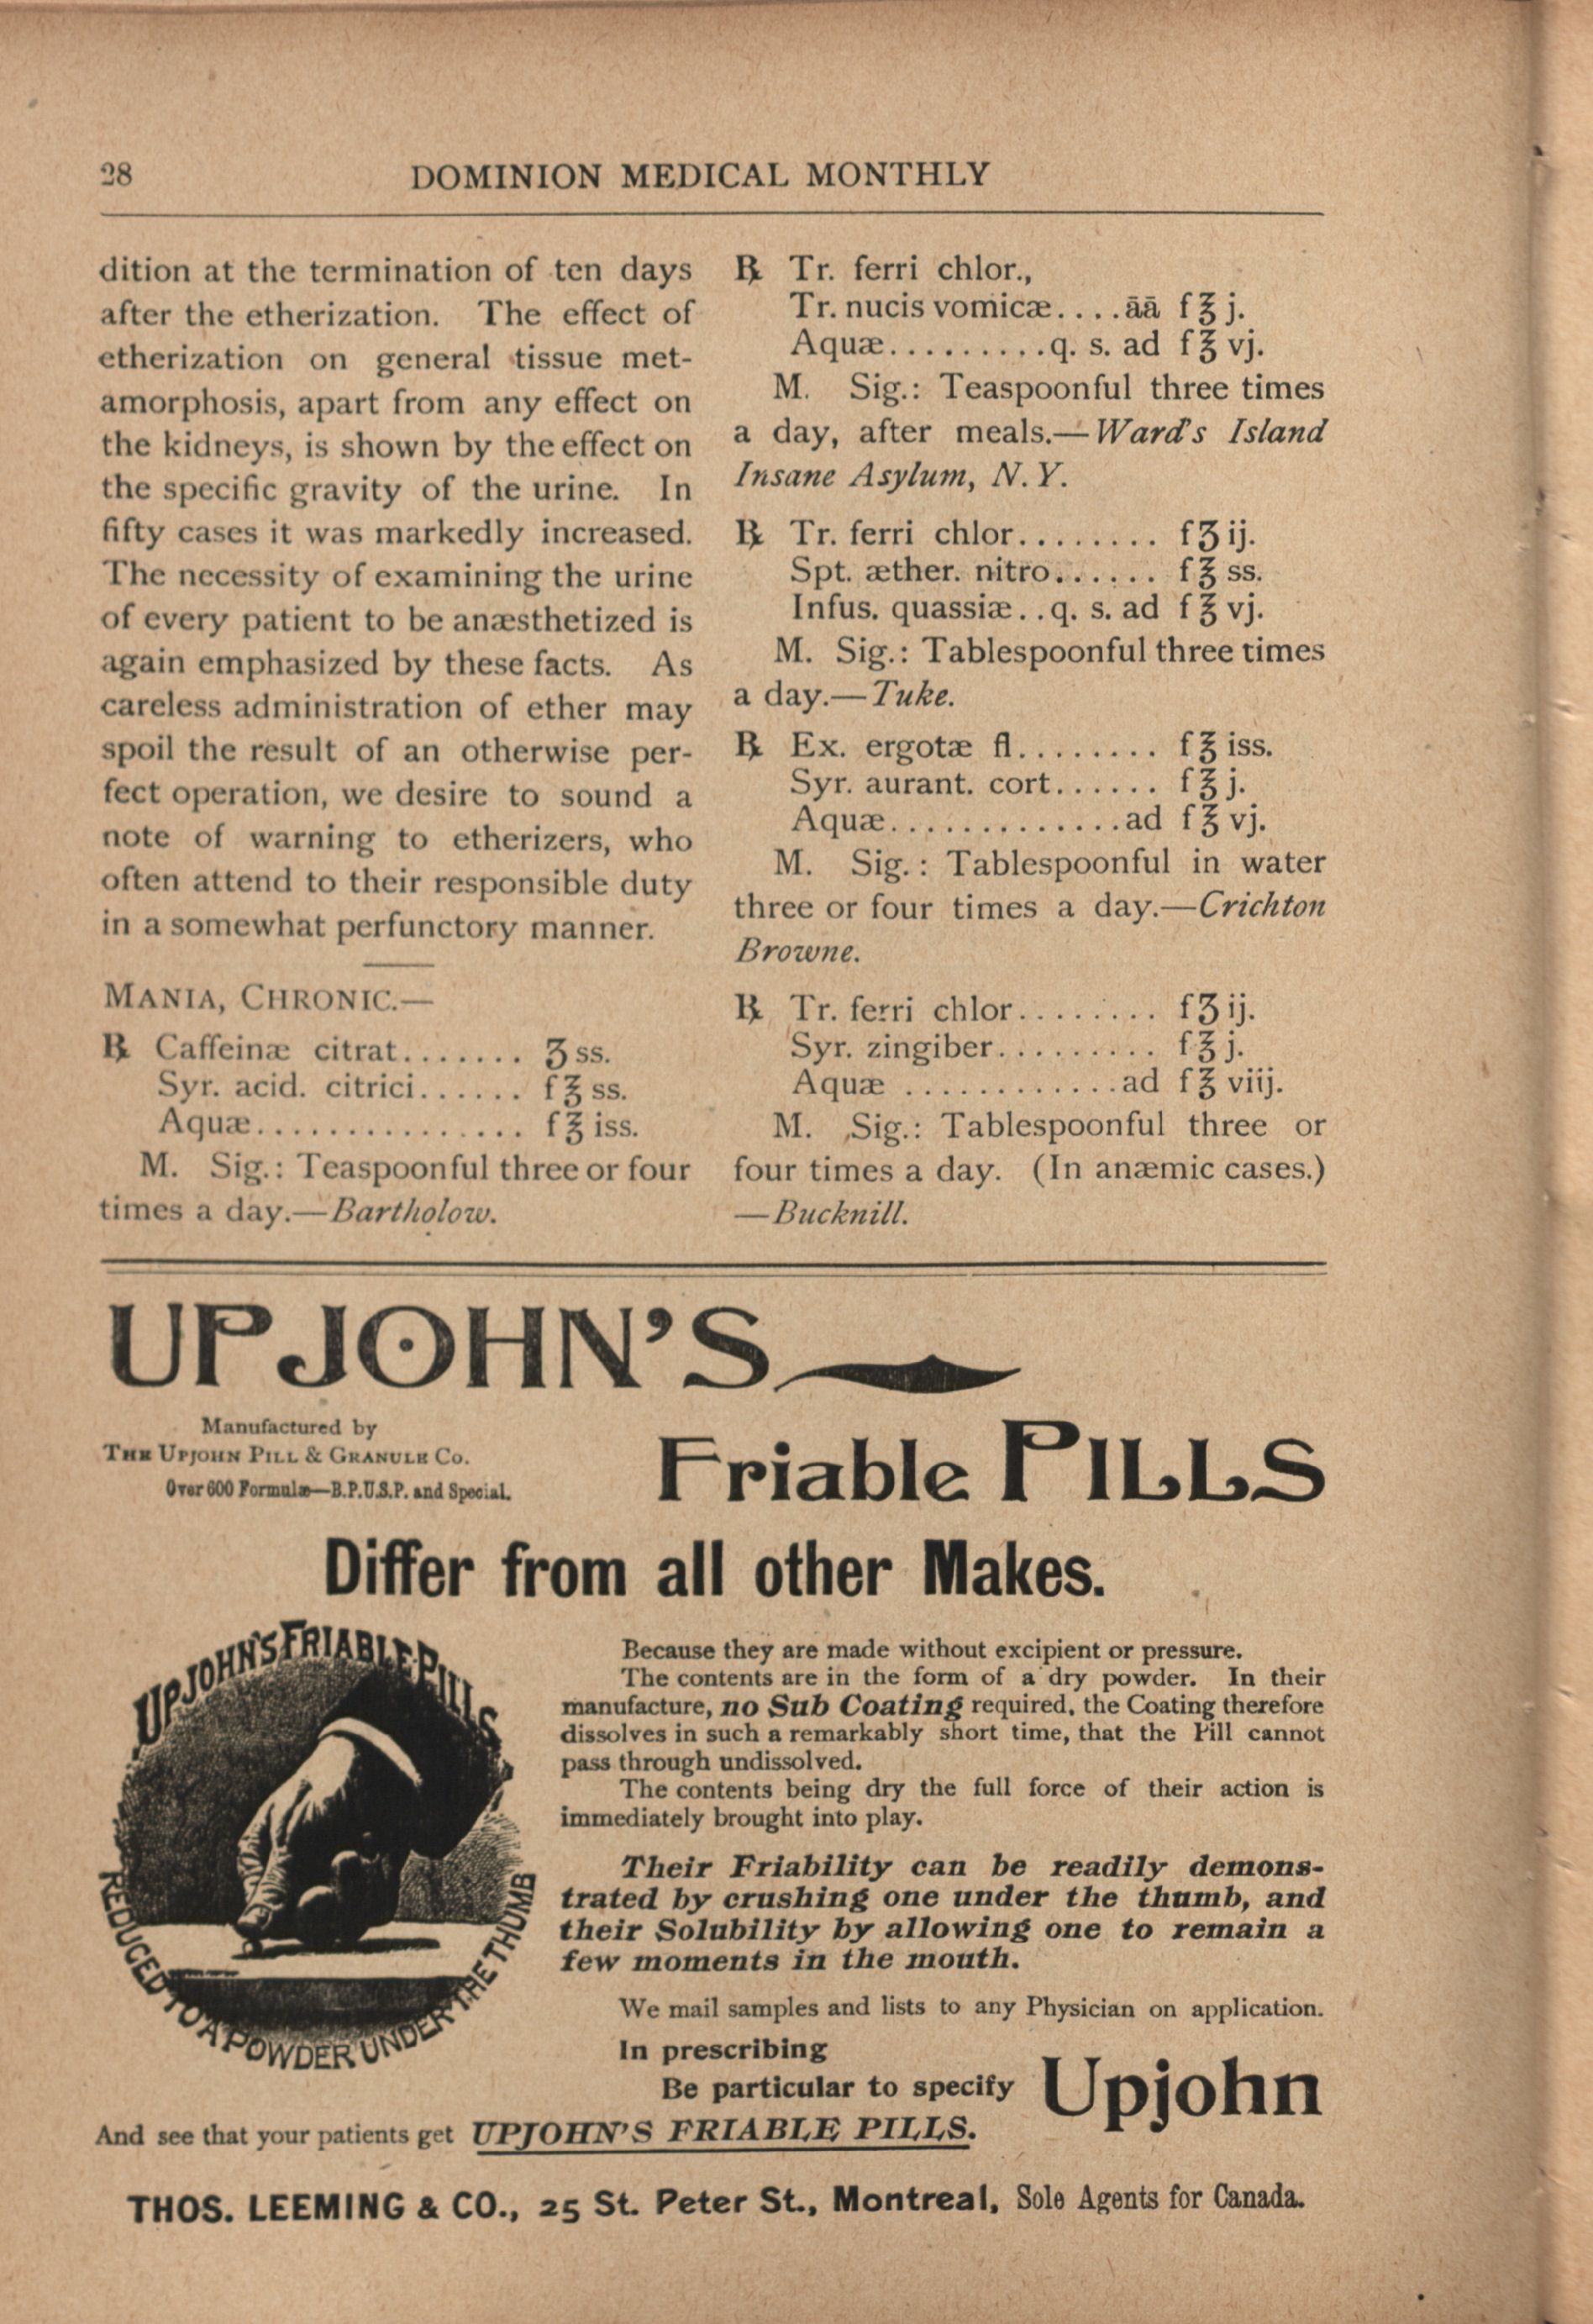 28 DOMINION MEDICAL MONTHLY
dition at the termination of ten days
after the etherization. The effect of
etherization on general tissue met-
amorphosis, apart from any effect on
the kidneys, is shown by the effect on
the specific gravity of the urine. In
fifty cases it was markedly increased.
The necessity of examining the urine
of every patient to be anæsthetized is
again emphasized by these facts. As
careless administration of ether may
spoil the result of an otherwise per-
fect operation, we desire to sound a
note of warning to etherizers, who
often attend to their responsible duty
in a somewhat perfunctory manner.
MANIA, CHRONIC.—
℞ Caffeinæ citrat....... ʒ ss.
Syr. acid. citrici...... f ℥ ss.
Aquæ............... f ℥ iss.
M. Sig.: Teaspoonful three or four
times a day.—Bartholow.
℞ Tr. ferri chlor.,
Tr. nucis vomicæ....āā f ℥ j.
Aquæ.........q. s. ad f ℥ vj.
M. Sig.: Teaspoonful three times
a day, after meals.—Ward's Island
Insane Asylum, N. Y.
℞ Tr. ferri chlor........ f ʒ ij.
Spt. æther. nitro...... f ℥ ss.
Infus. quassiæ..q. s. ad f ℥ vj.
M. Sig.: Tablespoonful three times
a day.—Tuke.
℞ Ex. ergotæ fl........ f ℥ iss.
Syr. aurant. cort...... f ℥ j.
Aquæ.............ad f ℥ vj.
M. Sig.: Tablespoonful in water
three or four times a day.—Crichton
Browne.
℞ Tr. ferri chlor........ f ʒ ij.
Syr. zingiber......... f ℥ j.
Aquæ ............ad f ℥ viij.
M. Sig.: Tablespoonful three or
four times a day. (In anæmic cases.)
—Bucknill.
UPJOHN'S
Manufactured by
THE UPJOHN PILL & GRANULE CO.
Over 600 Formulæ—B.P.U.S.P. and Special.
Friable PILLS
Differ from all other Makes.
UPJOHN'S FRIABLE PILLS
REDUCED TO A POWDER UNDER THE THUMB
Because they are made without excipient or pressure.
The contents are in the form of a dry powder. In their
manufacture, no Sub Coating required, the Coating therefore
dissolves in such a remarkably short time, that the Pill cannot
pass through undissolved.
The contents being dry the full force of their action is
immediately brought into play.
Their Friability can be readily demons-
trated by crushing one under the thumb, and
their Solubility by allowing one to remain a
few moments in the mouth.
We mail samples and lists to any Physician on application.
In prescribing
Be particular to specify Upjohn
And see that your patients get UPJOHN'S FRIABLE PILLS.
THOS. LEEMING & CO., 25 St. Peter St., Montreal, Sole Agents for Canada.